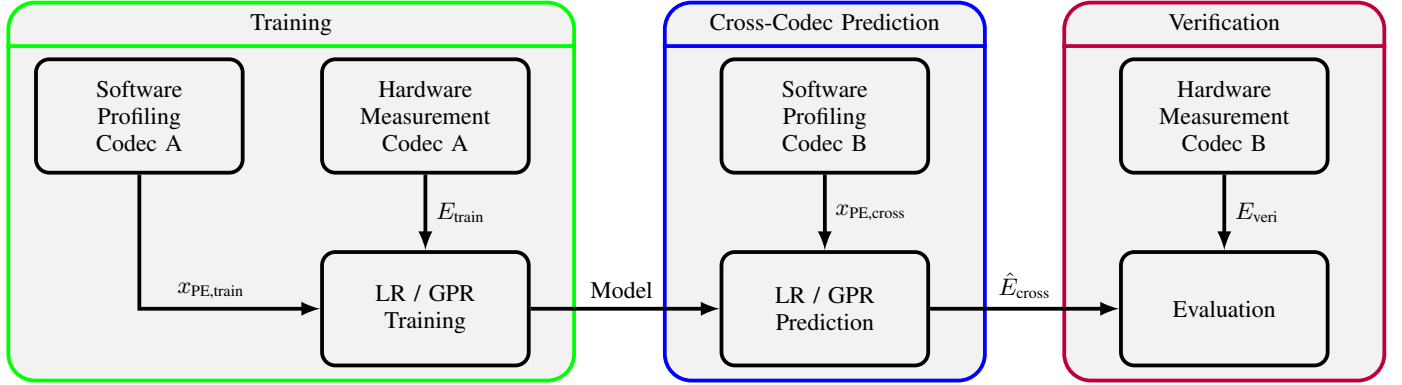 Training
Cross-Codec Prediction
Verification
Software
Profiling
Codec A
Hardware
Measurement
Codec A
Software
Profiling
Codec B
Hardware
Measurement
Codec B
E_train
x_PE,cross
E_veri
x_PE,train
LR / GPR
Training
Model
LR / GPR
Prediction
Ê_cross
Evaluation